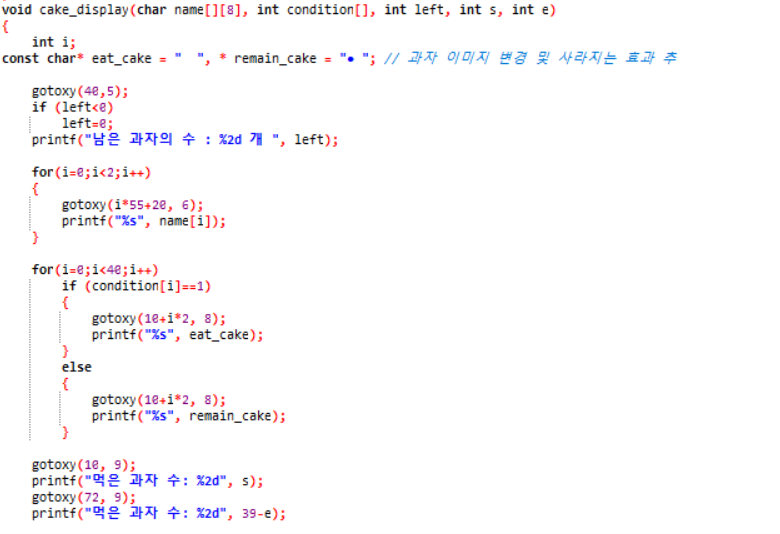 void cake_display(char name[][8], int condition[], int left, int s, int e)
{
    int i;
const char* eat_cake = "  ", * remain_cake = "● "; // 과자 이미지 변경 및 사라지는 효과 추
    gotoxy(40,5);
    if (left<0)
        left=0;
    printf("남은 과자의 수 : %2d 개 ", left);
    for(i=0;i<2;i++)
    {
        gotoxy(i*55+20, 6);
        printf("%s", name[i]);
    }
    for(i=0;i<40;i++)
        if (condition[i]==1)
        {
            gotoxy(10+i*2, 8);
            printf("%s", eat_cake);
        }
        else
        {
            gotoxy(10+i*2, 8);
            printf("%s", remain_cake);
        }
    gotoxy(10, 9);
    printf("먹은 과자 수: %2d", s);
    gotoxy(72, 9);
    printf("먹은 과자 수: %2d", 39-e);